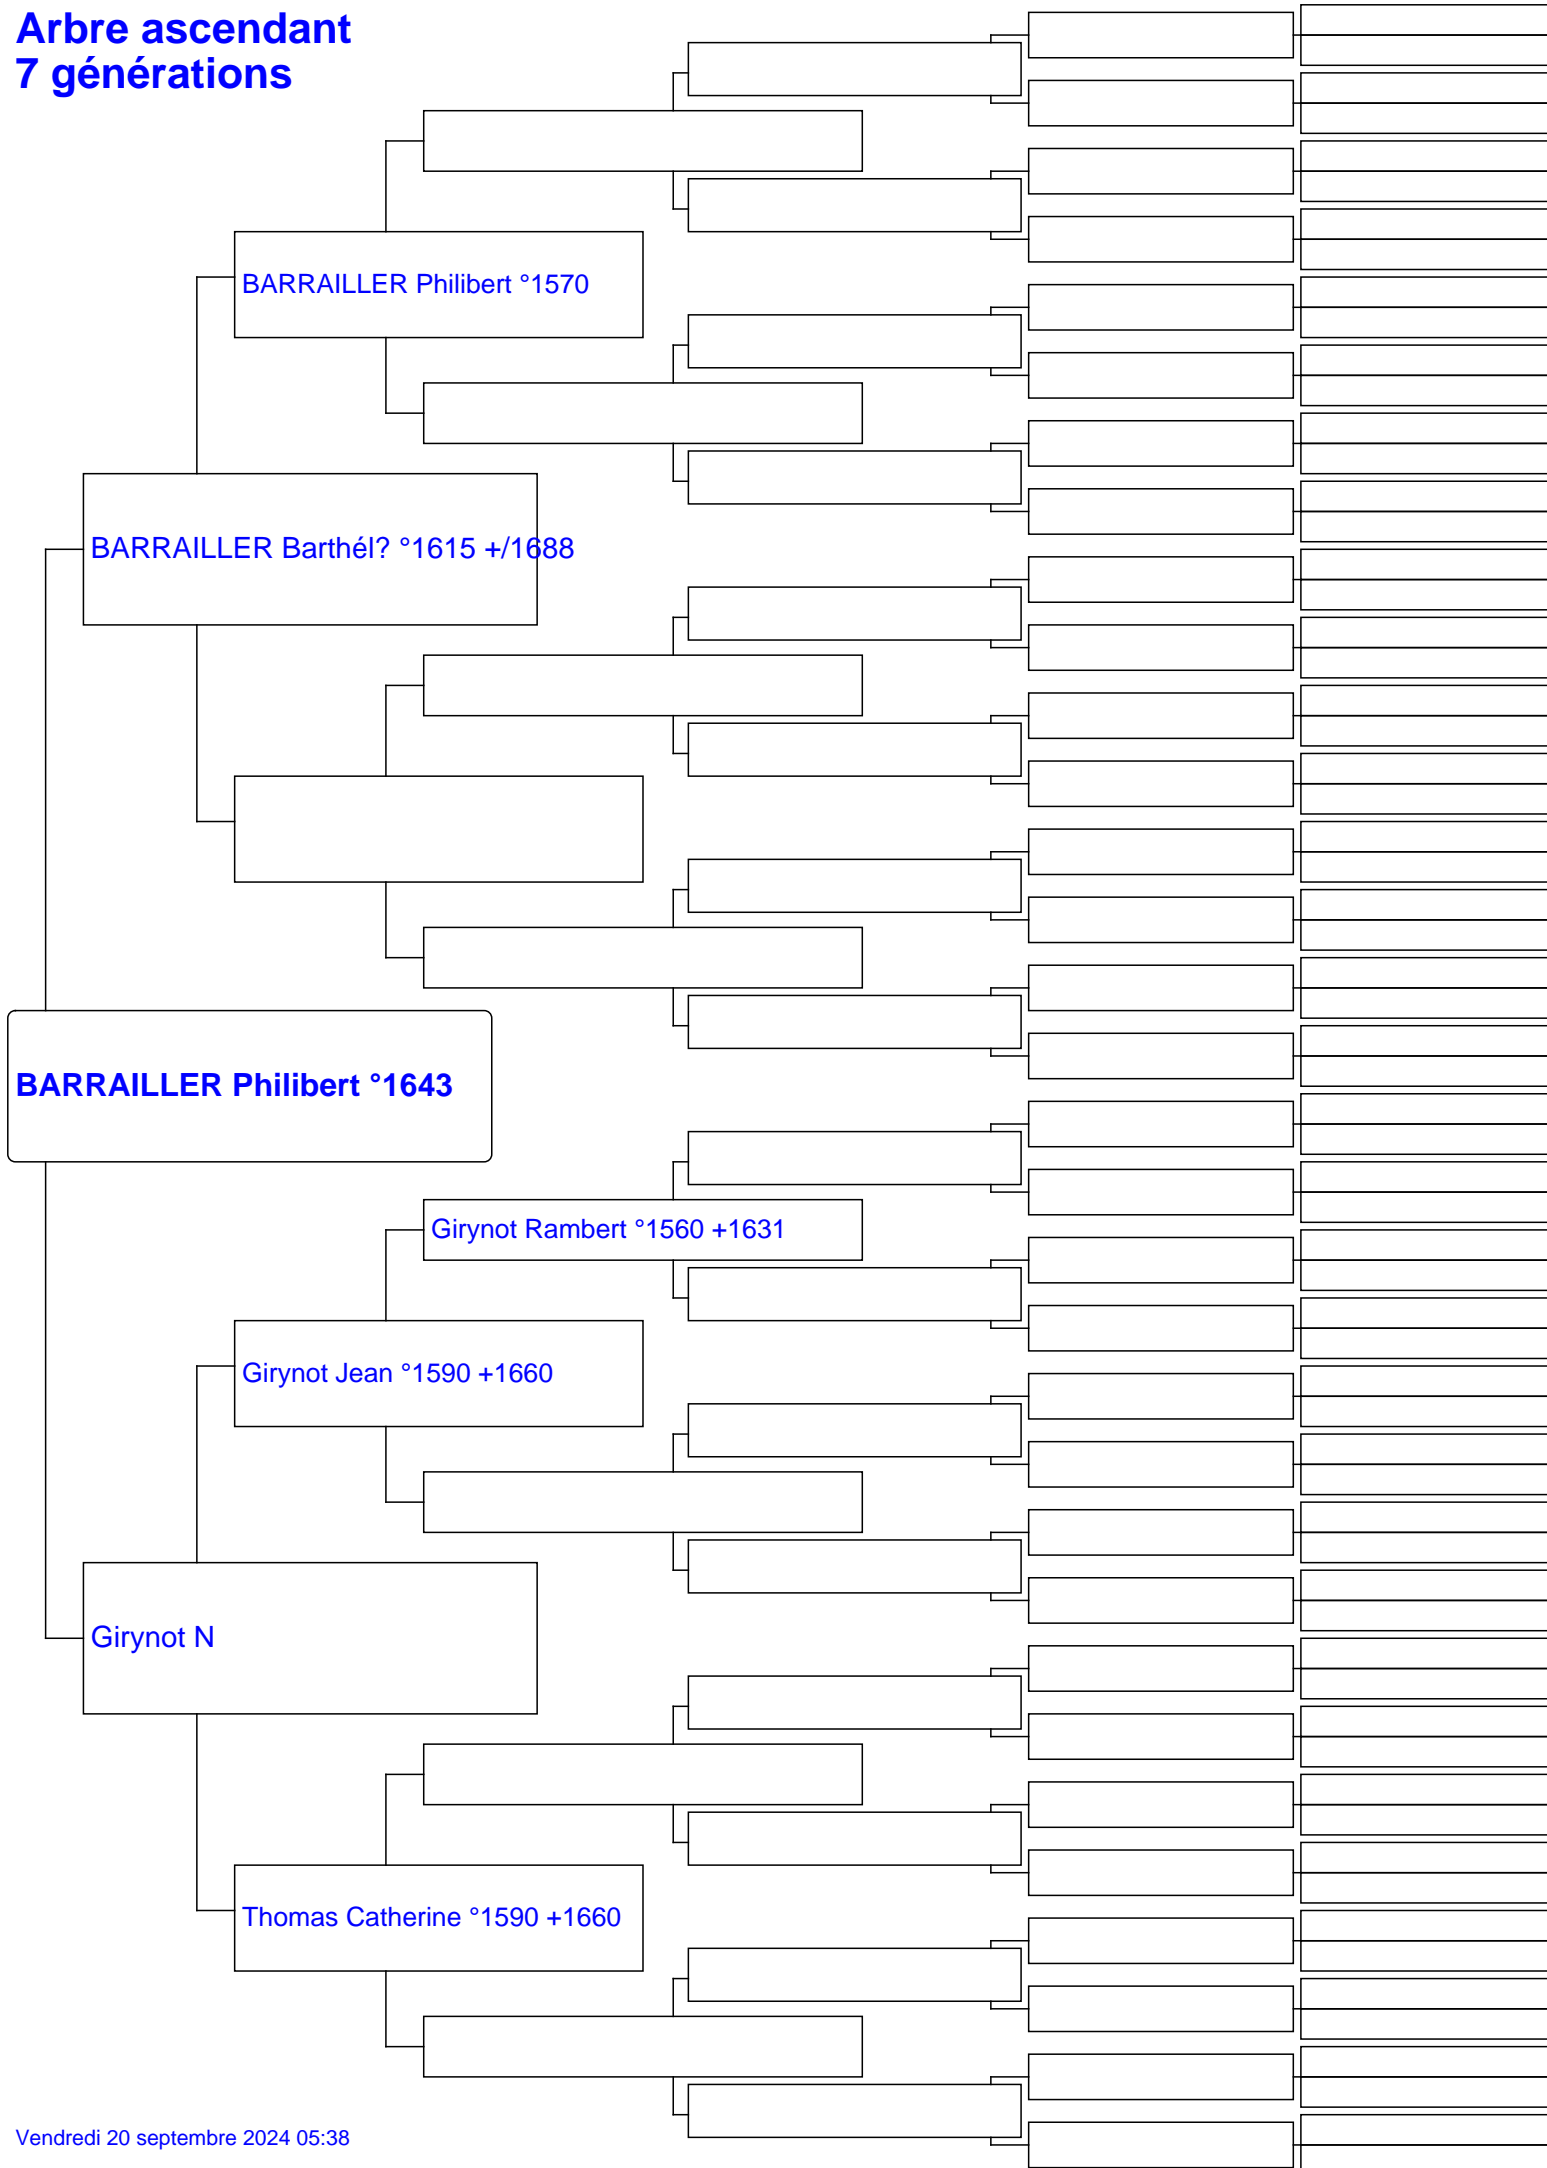 Arbre ascendant
7 générations
BARRAILLER Philibert °1570
BARRAILLER Barthél? °1615 +/1688
BARRAILLER Philibert °1643
Girynot Rambert °1560 +1631
Girynot Jean °1590 +1660
Girynot N
Thomas Catherine °1590 +1660
Vendredi 20 septembre 2024 05:38